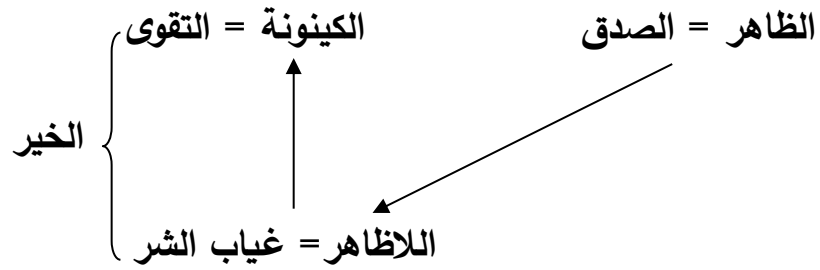 الظاهر = الصدق
الكينونة = التقوى
الخير
اللاظاهر= غياب الشر